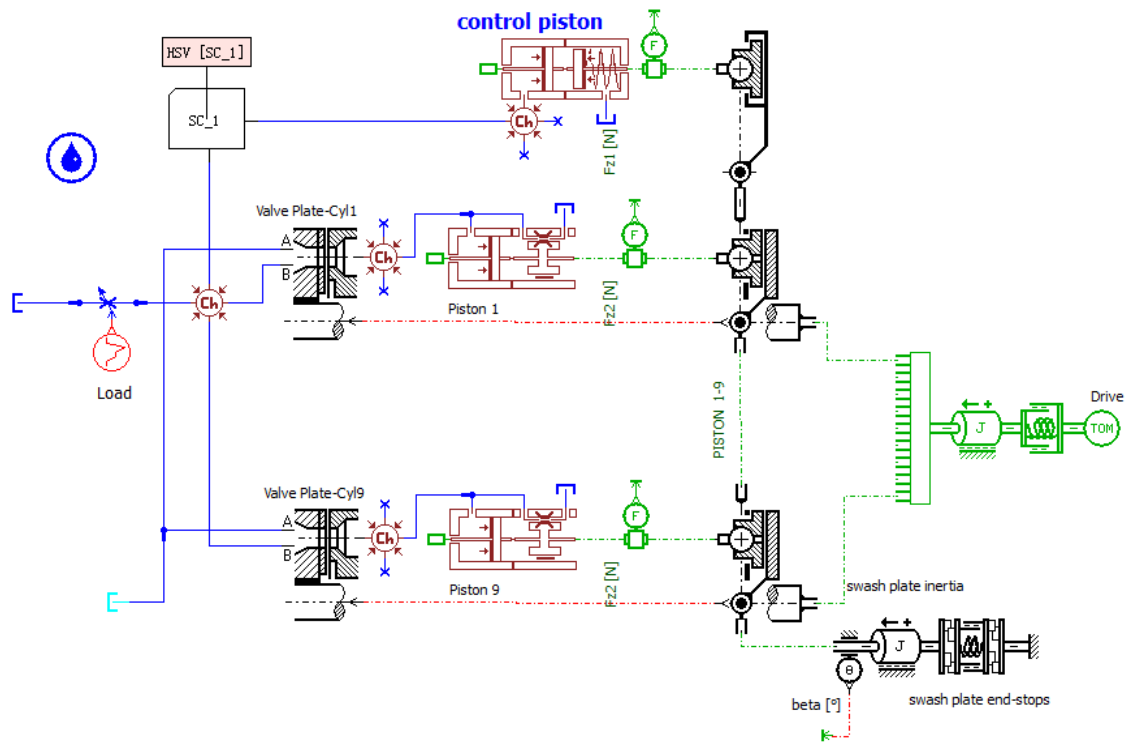 control piston
HSV [SC_1]
F
SC_1
Ch
Fz1 [N]
Valve Plate-Cyl1
A
B
Ch
F
Piston 1
Fz2 [N]
Ch
Load
PISTON 1-9
Drive
J
TOM
Valve Plate-Cyl9
A
B
Ch
F
Piston 9
Fz2 [N]
swash plate inertia
J
θ
beta [º]
swash plate end-stops